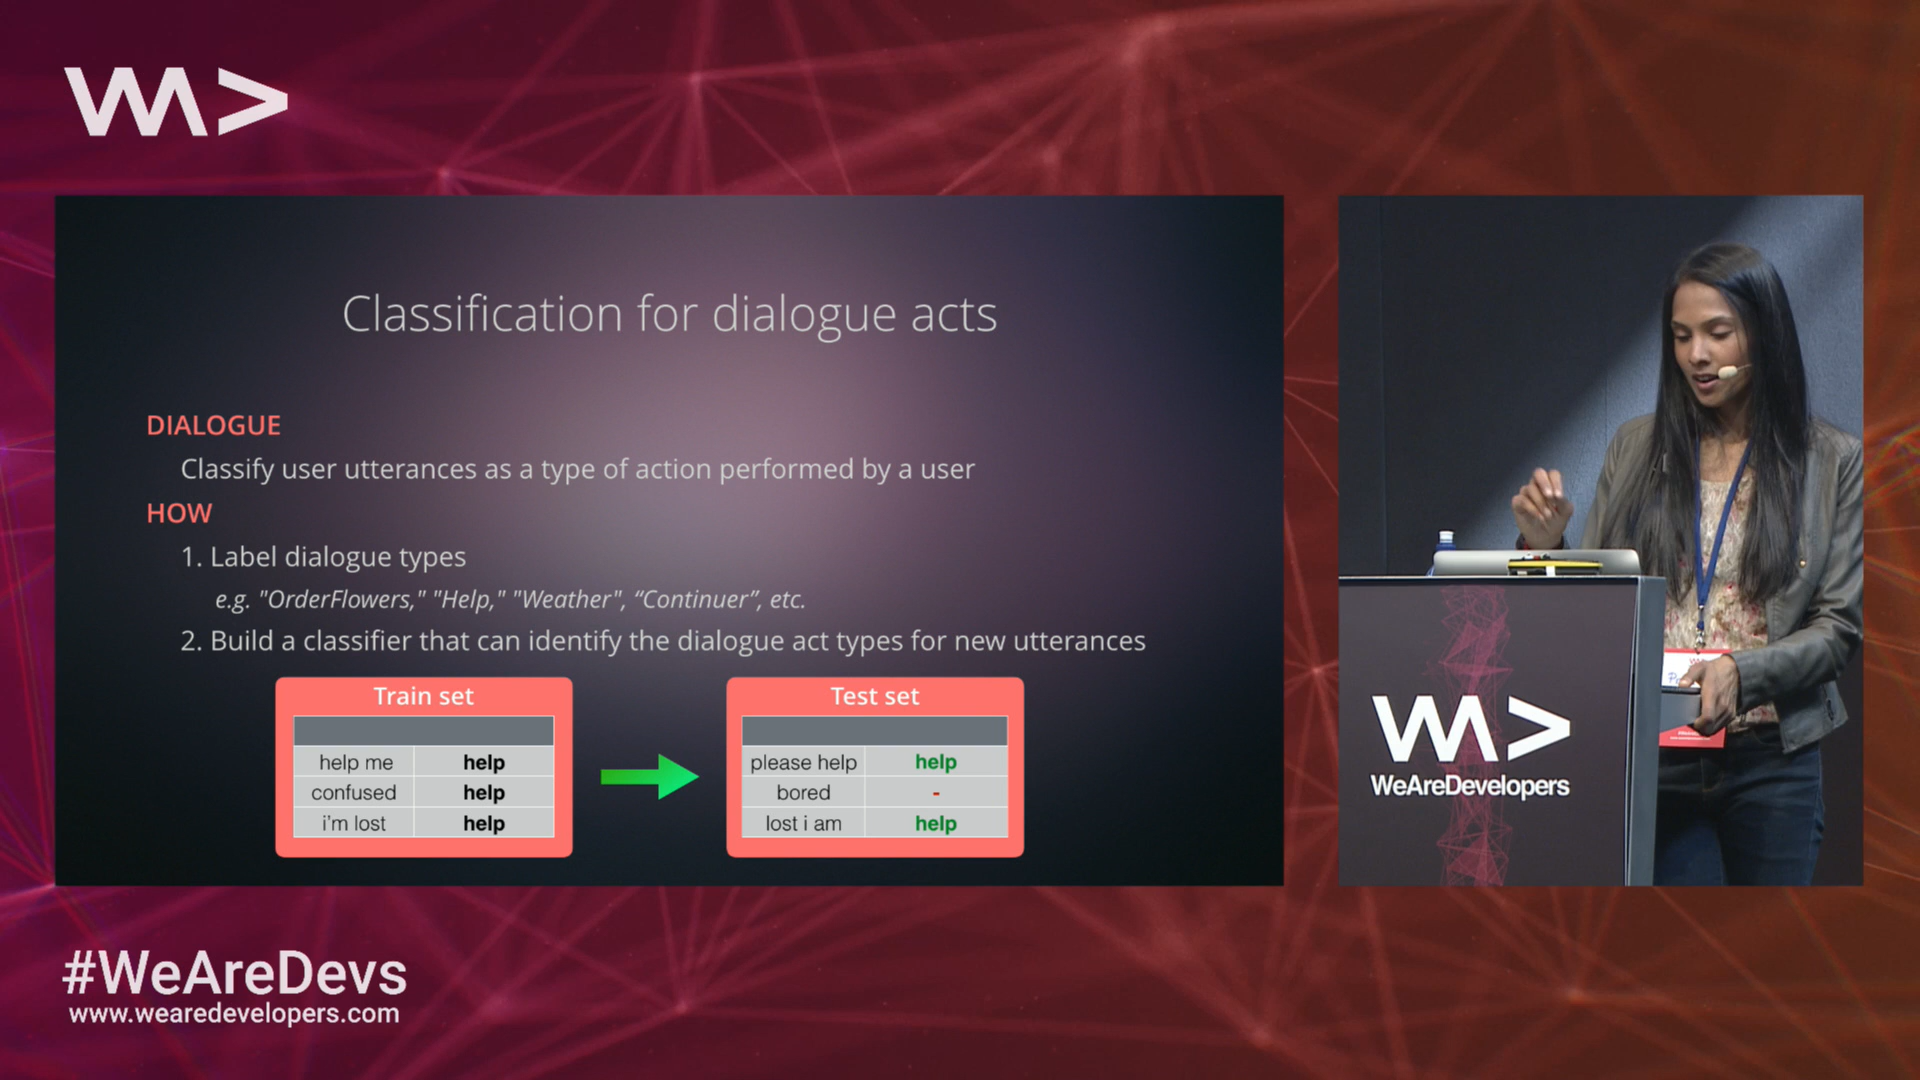 WA>
Classification for dialogue acts
DIALOGUE
Classify user utterances as a type of action performed by a user
HOW
1. Label dialogue types
e.g. "OrderFlowers," "Help," "Weather", “Continuer”, etc.
2. Build a classifier that can identify the dialogue act types for new utterances
Train set
help me help
confused help
i’m lost help
Test set
please help help
bored -
lost i am help
WA>
WeAreDevelopers
#WeAreDevs
www.wearedevelopers.com